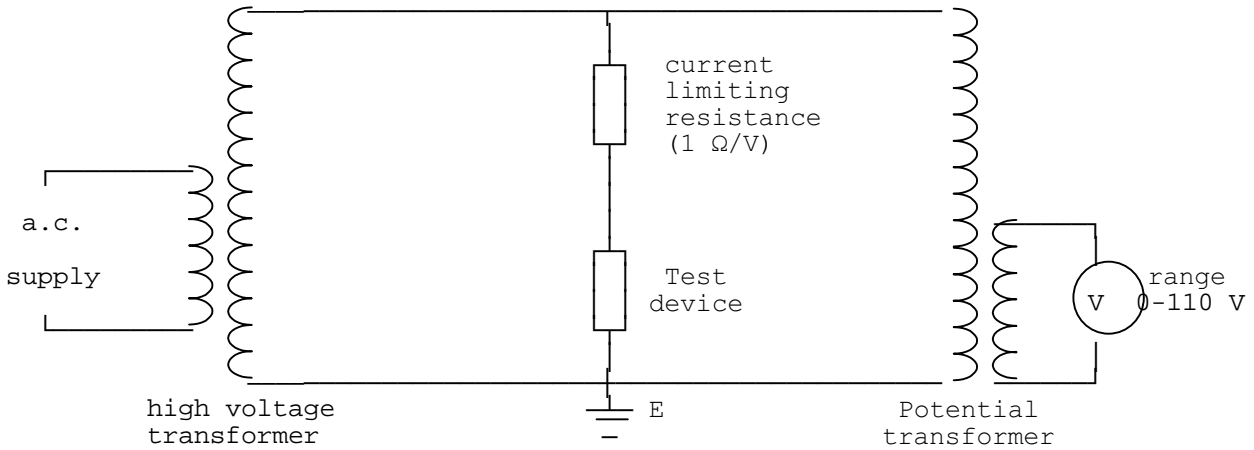 current
limiting
resistance
(1 Ω/V)
a.c.
supply
Test
device
range
V 0-110 V
high voltage
transformer
E
Potential
transformer